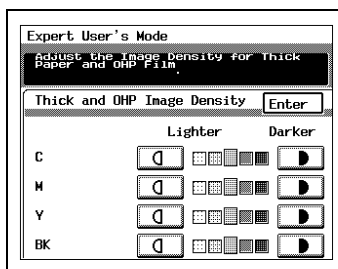 Expert User's Mode
Adjust the Image Density for Thick
Paper and OHP Film
.
Thick and OHP Image Density Enter
Lighter Darker
C
M
Y
BK